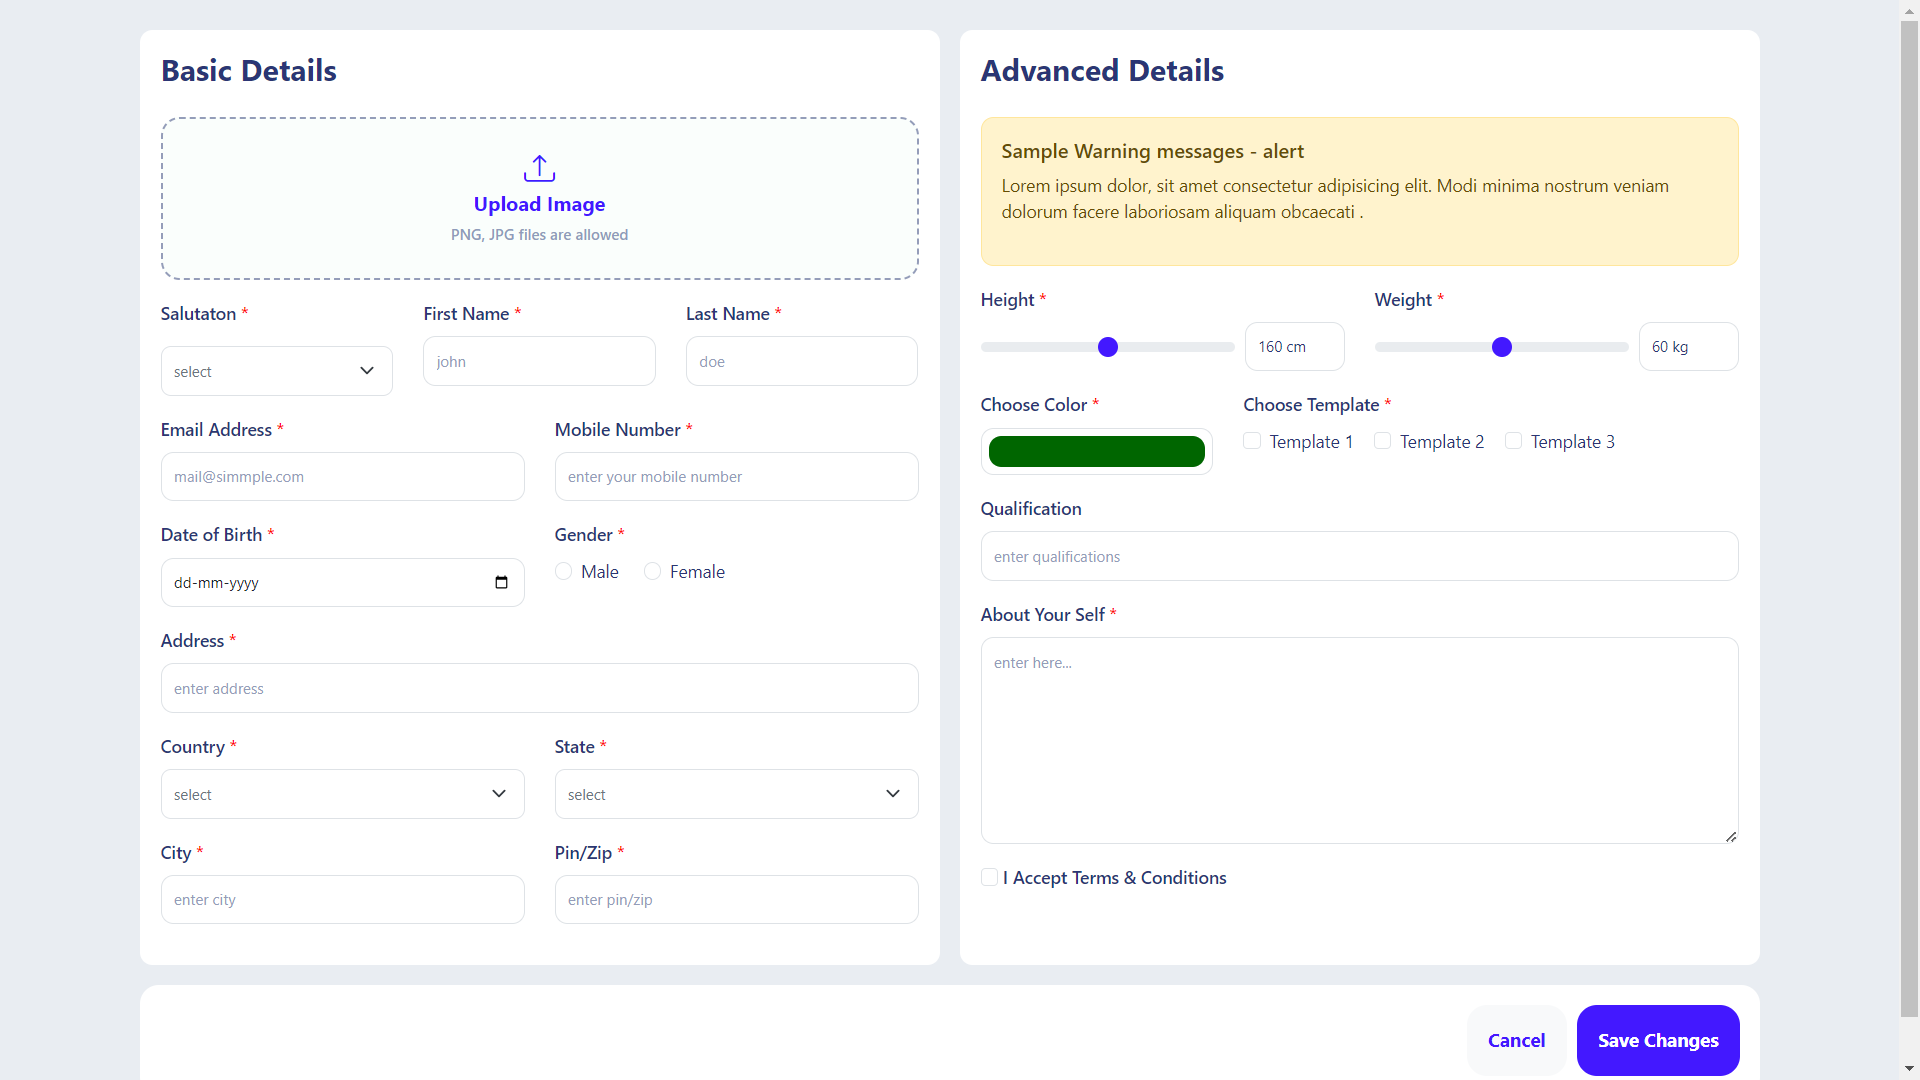 Basic Details
Upload Image
PNG, JPG files are allowed
Salutaton *
First Name *
Last Name *
select
john
doe
Email Address *
Mobile Number *
mail@simmple.com
enter your mobile number
Date of Birth *
Gender *
dd-mm-yyyy
Male
Female
Address *
enter address
Country *
State *
select
select
City *
Pin/Zip *
enter city
enter pin/zip
Advanced Details
Sample Warning messages - alert
Lorem ipsum dolor, sit amet consectetur adipisicing elit. Modi minima nostrum veniam
dolorum facere laboriosam aliquam obcaecati .
Height *
Weight *
160 cm
60 kg
Choose Color *
Choose Template *
Template 1
Template 2
Template 3
Qualification
enter qualifications
About Your Self *
enter here...
I Accept Terms & Conditions
Cancel
Save Changes